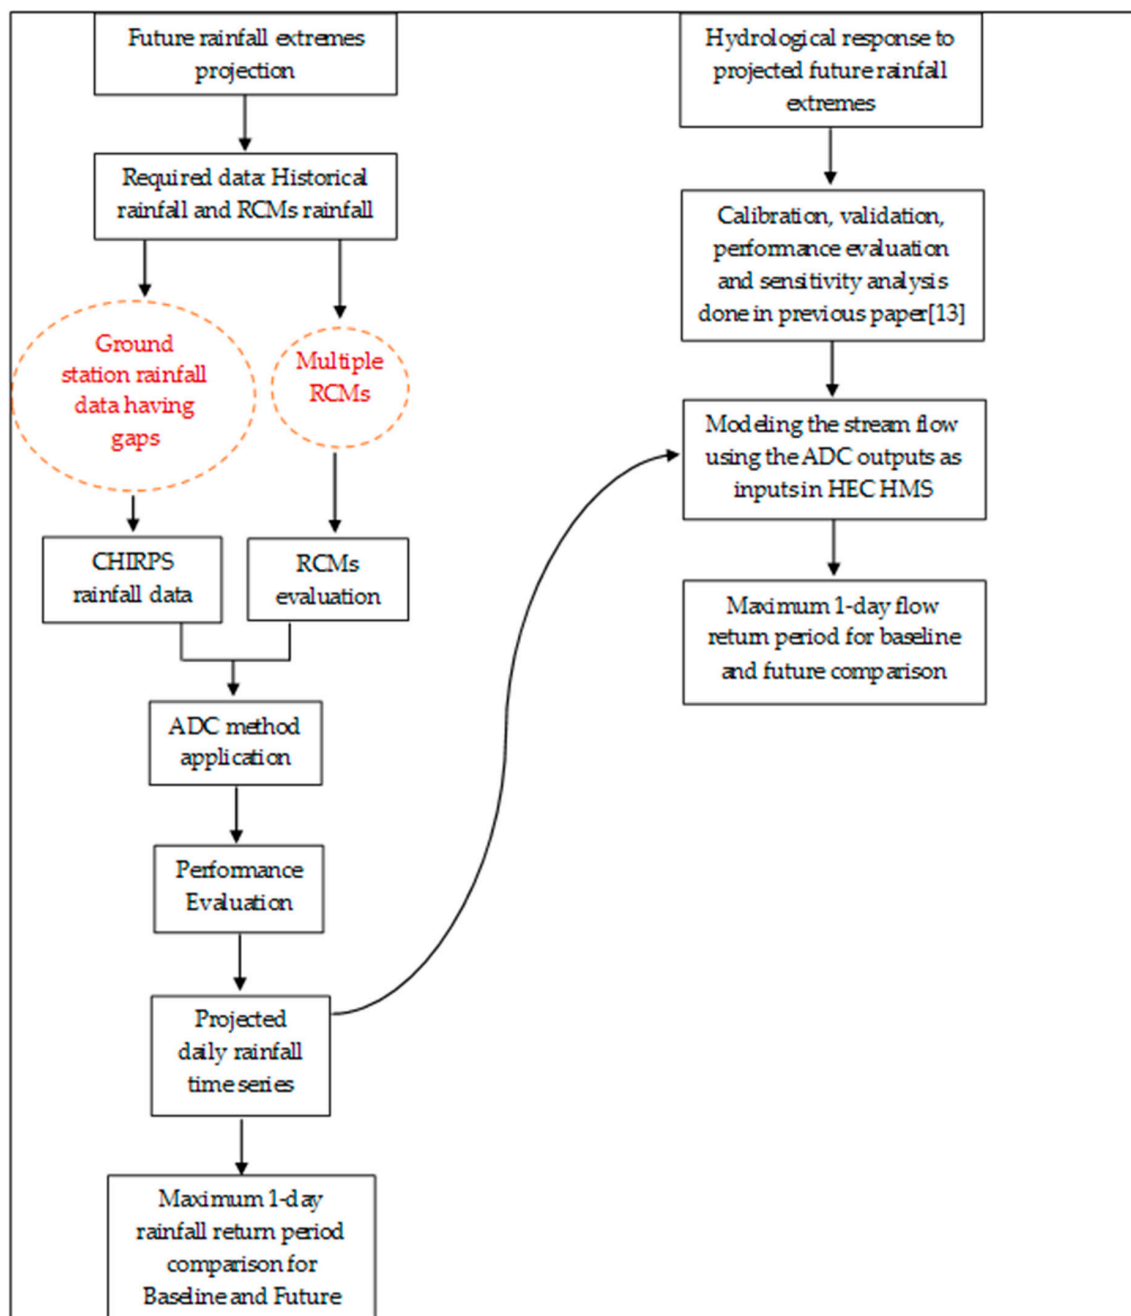 Future rainfall extremes
projection
Required data: Historical
rainfall and RCMs rainfall
Ground
station rainfall
data having
gaps
Multiple
RCMs
CHIRPS
rainfall data
RCMs
evaluation
ADC method
application
Performance
Evaluation
Projected
daily rainfall
time series
Maximum 1-day
rainfall return period
comparison for
Baseline and Future
Hydrological response to
projected future rainfall
extremes
Calibration, validation,
performance evaluation
and sensitivity analysis
done in previous paper[13]
Modeling the stream flow
using the ADC outputs as
inputs in HEC HMS
Maximum 1-day flow
return period for baseline
and future comparison